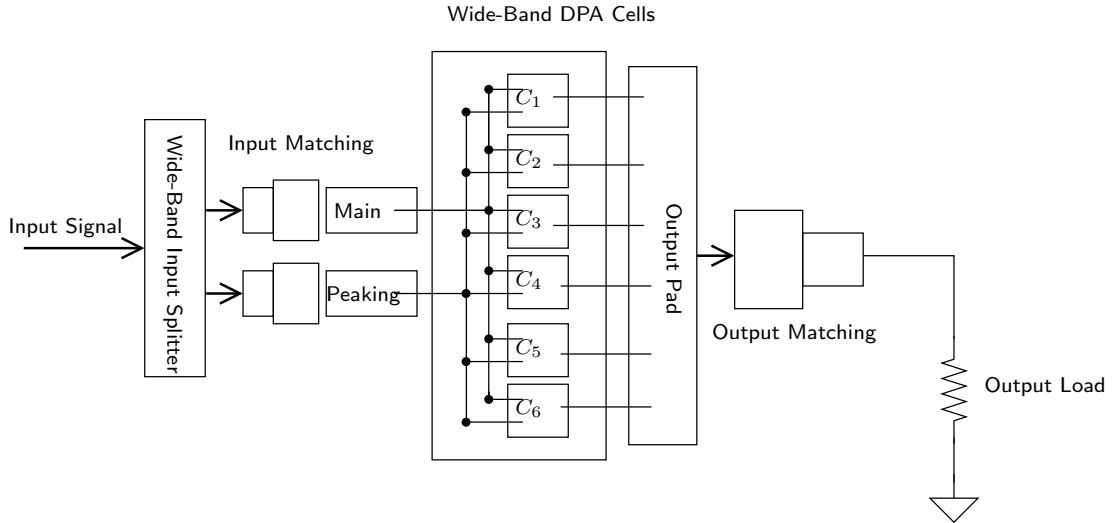 Wide-Band DPA Cells
Input Signal
Wide-Band Input Splitter
Input Matching
Main
Peaking
C₁
C₂
C₃
C₄
C₅
C₆
Output Pad
Output Matching
Output Load